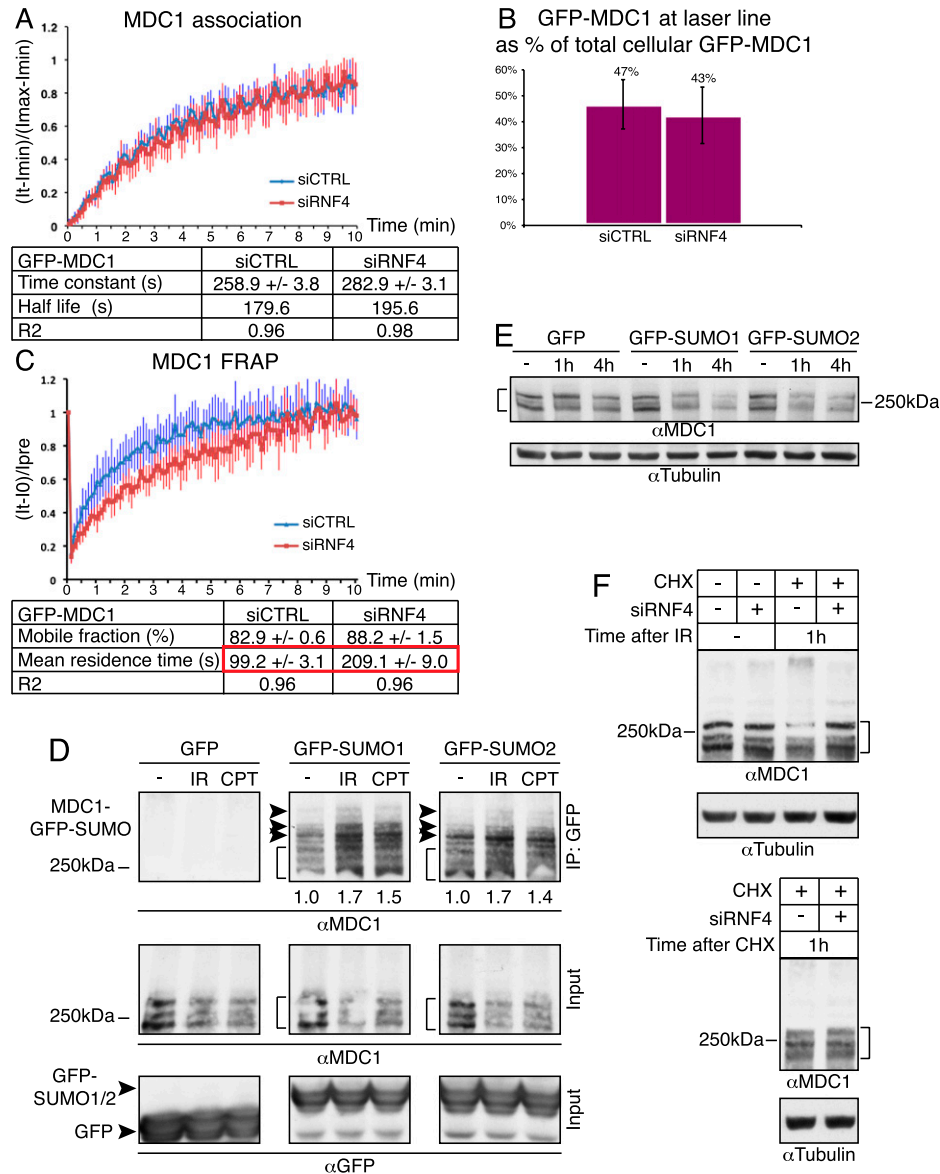 A
MDC1 association
(It-Imin)/(Imax-Imin)
1.2
1
0.8
0.6
0.4
0.2
0
siCTRL
siRNF4
Time (min)
0 1 2 3 4 5 6 7 8 9 10
GFP-MDC1 siCTRL siRNF4
Time constant (s) 258.9 +/- 3.8 282.9 +/- 3.1
Half life (s) 179.6 195.6
R2 0.96 0.98
B
GFP-MDC1 at laser line
as % of total cellular GFP-MDC1
60%
50%
40%
30%
20%
10%
0%
47% 43%
siCTRL siRNF4
C
MDC1 FRAP
(It-I0)/Ipre
1.2
1
0.8
0.6
0.4
0.2
0
siCTRL
siRNF4
Time (min)
0 1 2 3 4 5 6 7 8 9 10
GFP-MDC1 siCTRL siRNF4
Mobile fraction (%) 82.9 +/- 0.6 88.2 +/- 1.5
Mean residence time (s) 99.2 +/- 3.1 209.1 +/- 9.0
R2 0.96 0.96
D
GFP GFP-SUMO1 GFP-SUMO2
- IR CPT - IR CPT - IR CPT
MDC1-
GFP-SUMO
250kDa
IP: GFP
1.0 1.7 1.5 1.0 1.7 1.4
αMDC1
250kDa
Input
αMDC1
GFP-
SUMO1/2
GFP
Input
αGFP
E
GFP GFP-SUMO1 GFP-SUMO2
- 1h 4h - 1h 4h - 1h 4h
250kDa
αMDC1
αTubulin
F
CHX - - + +
siRNF4 - + - +
Time after IR - 1h
250kDa
αMDC1
αTubulin
CHX + +
siRNF4 - +
Time after CHX 1h
250kDa
αMDC1
αTubulin